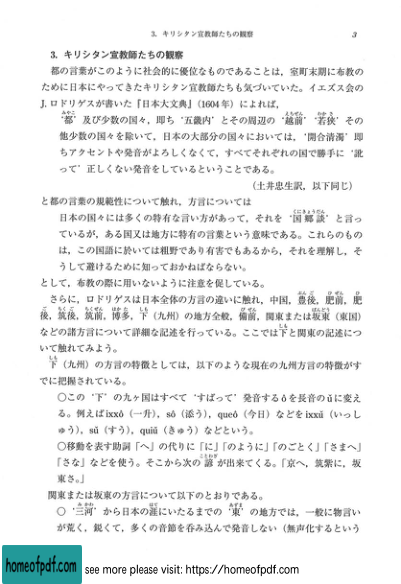 3. キリシタン宣教師たちの観察 3
3. キリシタン宣教師たちの観察
都の言葉がこのように社会的に優位なものであることは，室町末期に布教の
ために日本にやってきたキリシタン宣教師たちも気づいていた。イエズス会の
J. ロドリゲスが書いた『日本大文典』(1604年) によれば，
‘都’及び少数の国々，即ち‘五畿内’とその周辺の‘越前’‘若狭’その
他少数の国々を除いて，日本の大部分の国々においては，‘開合清濁’即
ちアクセントや発音がよろしくなくて，すべてそれぞれの国で勝手に‘訛
って’正しくない発音をしているということである。
(土井忠生訳，以下同じ)
と都の言葉の規範性について触れ，方言については
日本の国々には多くの特有な言い方があって，それを‘国郷談’と言っ
ているが，ある国又は地方に特有の言葉という意味である。これらのもの
は，この国語に於いては粗野であり有害でもあるから，それを理解し，そ
うして避けるために知っておかねばならない。
として，布教の際に用いないように注意を促している。
さらに，ロドリゲスは日本全体の方言の違いに触れ，中国，豊後，肥前，肥
後，筑後，筑前，博多，下（九州）の地方全般，備前，関東または坂東（東国）
などの諸方言について詳細な記述を行っている。ここでは下と関東の記述につ
いて触れてみよう。
下（九州）の方言の特徴としては，以下のような現在の九州方言の特徴がす
でに把握されている。
○この‘下’の九ヶ国はすべて‘すばって’発音するôを長音のûに変え
る。例えばixxô（一升），sô（添う），queô（今日）などをixxû（いっし
ゅう），sû（すう），quiû（きゅう）などという。
○移動を表す助詞「へ」の代りに「に」「のように」「のごとく」「さまへ」
「さな」などを使う。そこから次の諺が出来てくる。「京へ，筑紫に，坂
東さ。」
関東または坂東の方言について以下のとおりである。
○‘三河’から日本の涯にいたるまでの‘東’の地方では，一般に物言い
が荒く，鋭くて，多くの音節を呑み込んで発音しない（無声化するという
homeofpdf.com
see more please visit: https://homeofpdf.com